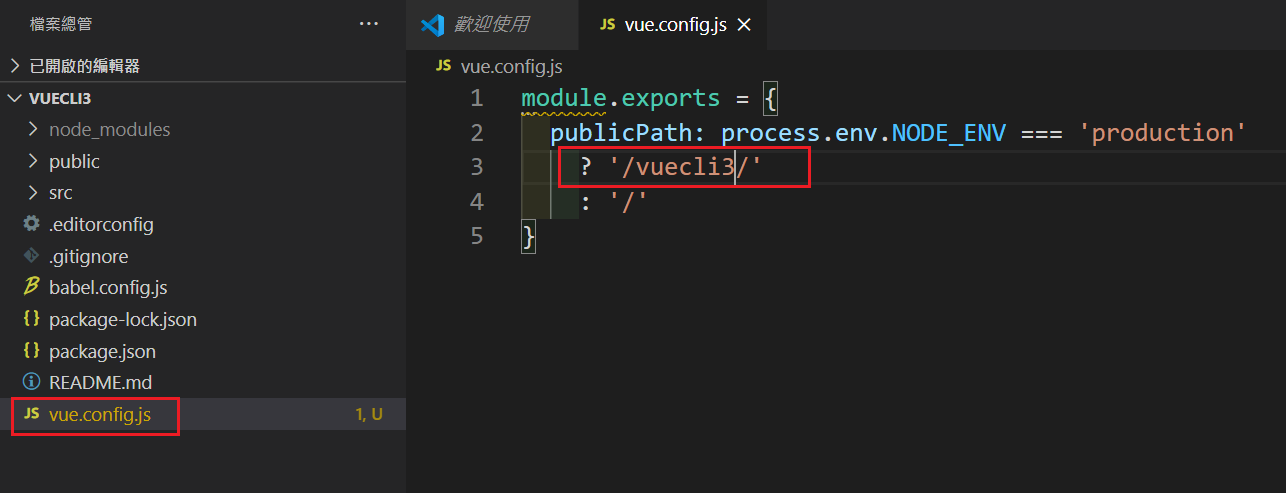 檔案總管
···
已開啟的編輯器
VUECLI3
node_modules
public
src
.editorconfig
.gitignore
babel.config.js
package-lock.json
package.json
README.md
JS vue.config.js 1, U
歡迎使用
JS vue.config.js ×
JS vue.config.js
1 module.exports = {
2 publicPath: process.env.NODE_ENV === 'production'
3 ? '/vuecli3/'
4 : '/'
5 }